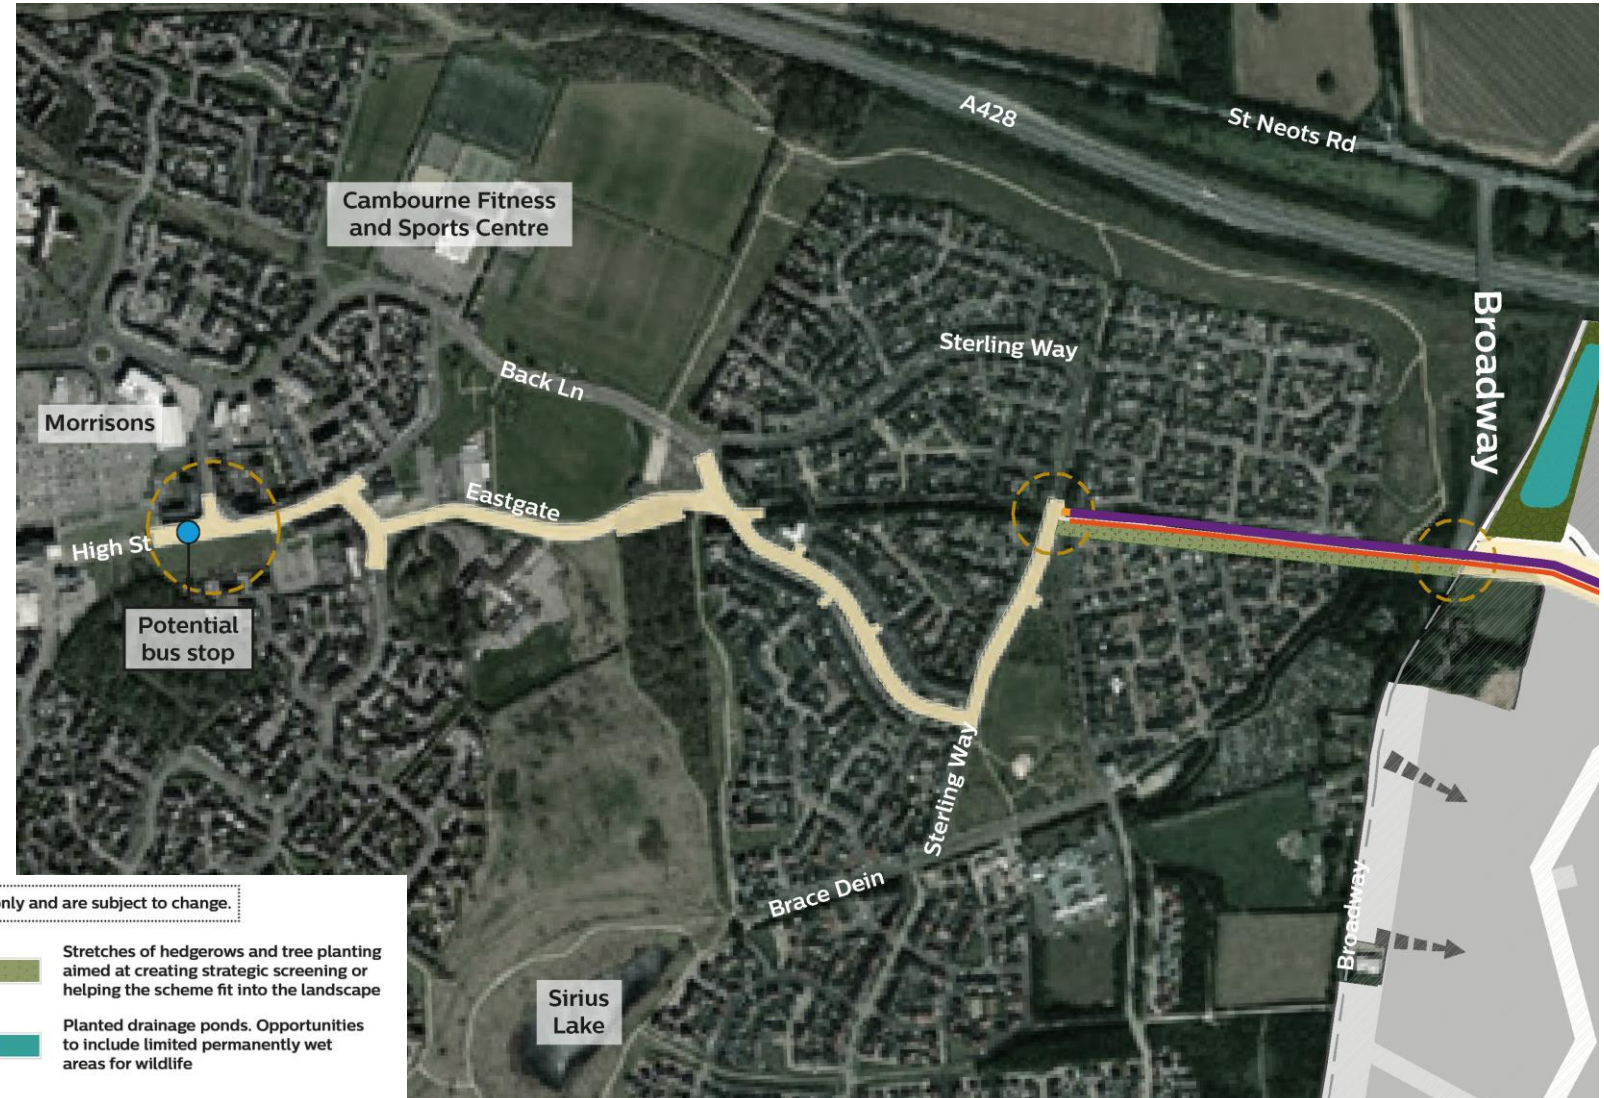 A428
St Neots Rd
Cambourne Fitness
and Sports Centre
Broadway
Sterling Way
Back Ln
Morrisons
Eastgate
High St
Potential
bus stop
Sterling Way
Brace Dein
Broadway
Sirius
Lake
only and are subject to change.
Stretches of hedgerows and tree planting
aimed at creating strategic screening or
helping the scheme fit into the landscape
Planted drainage ponds. Opportunities
to include limited permanently wet
areas for wildlife